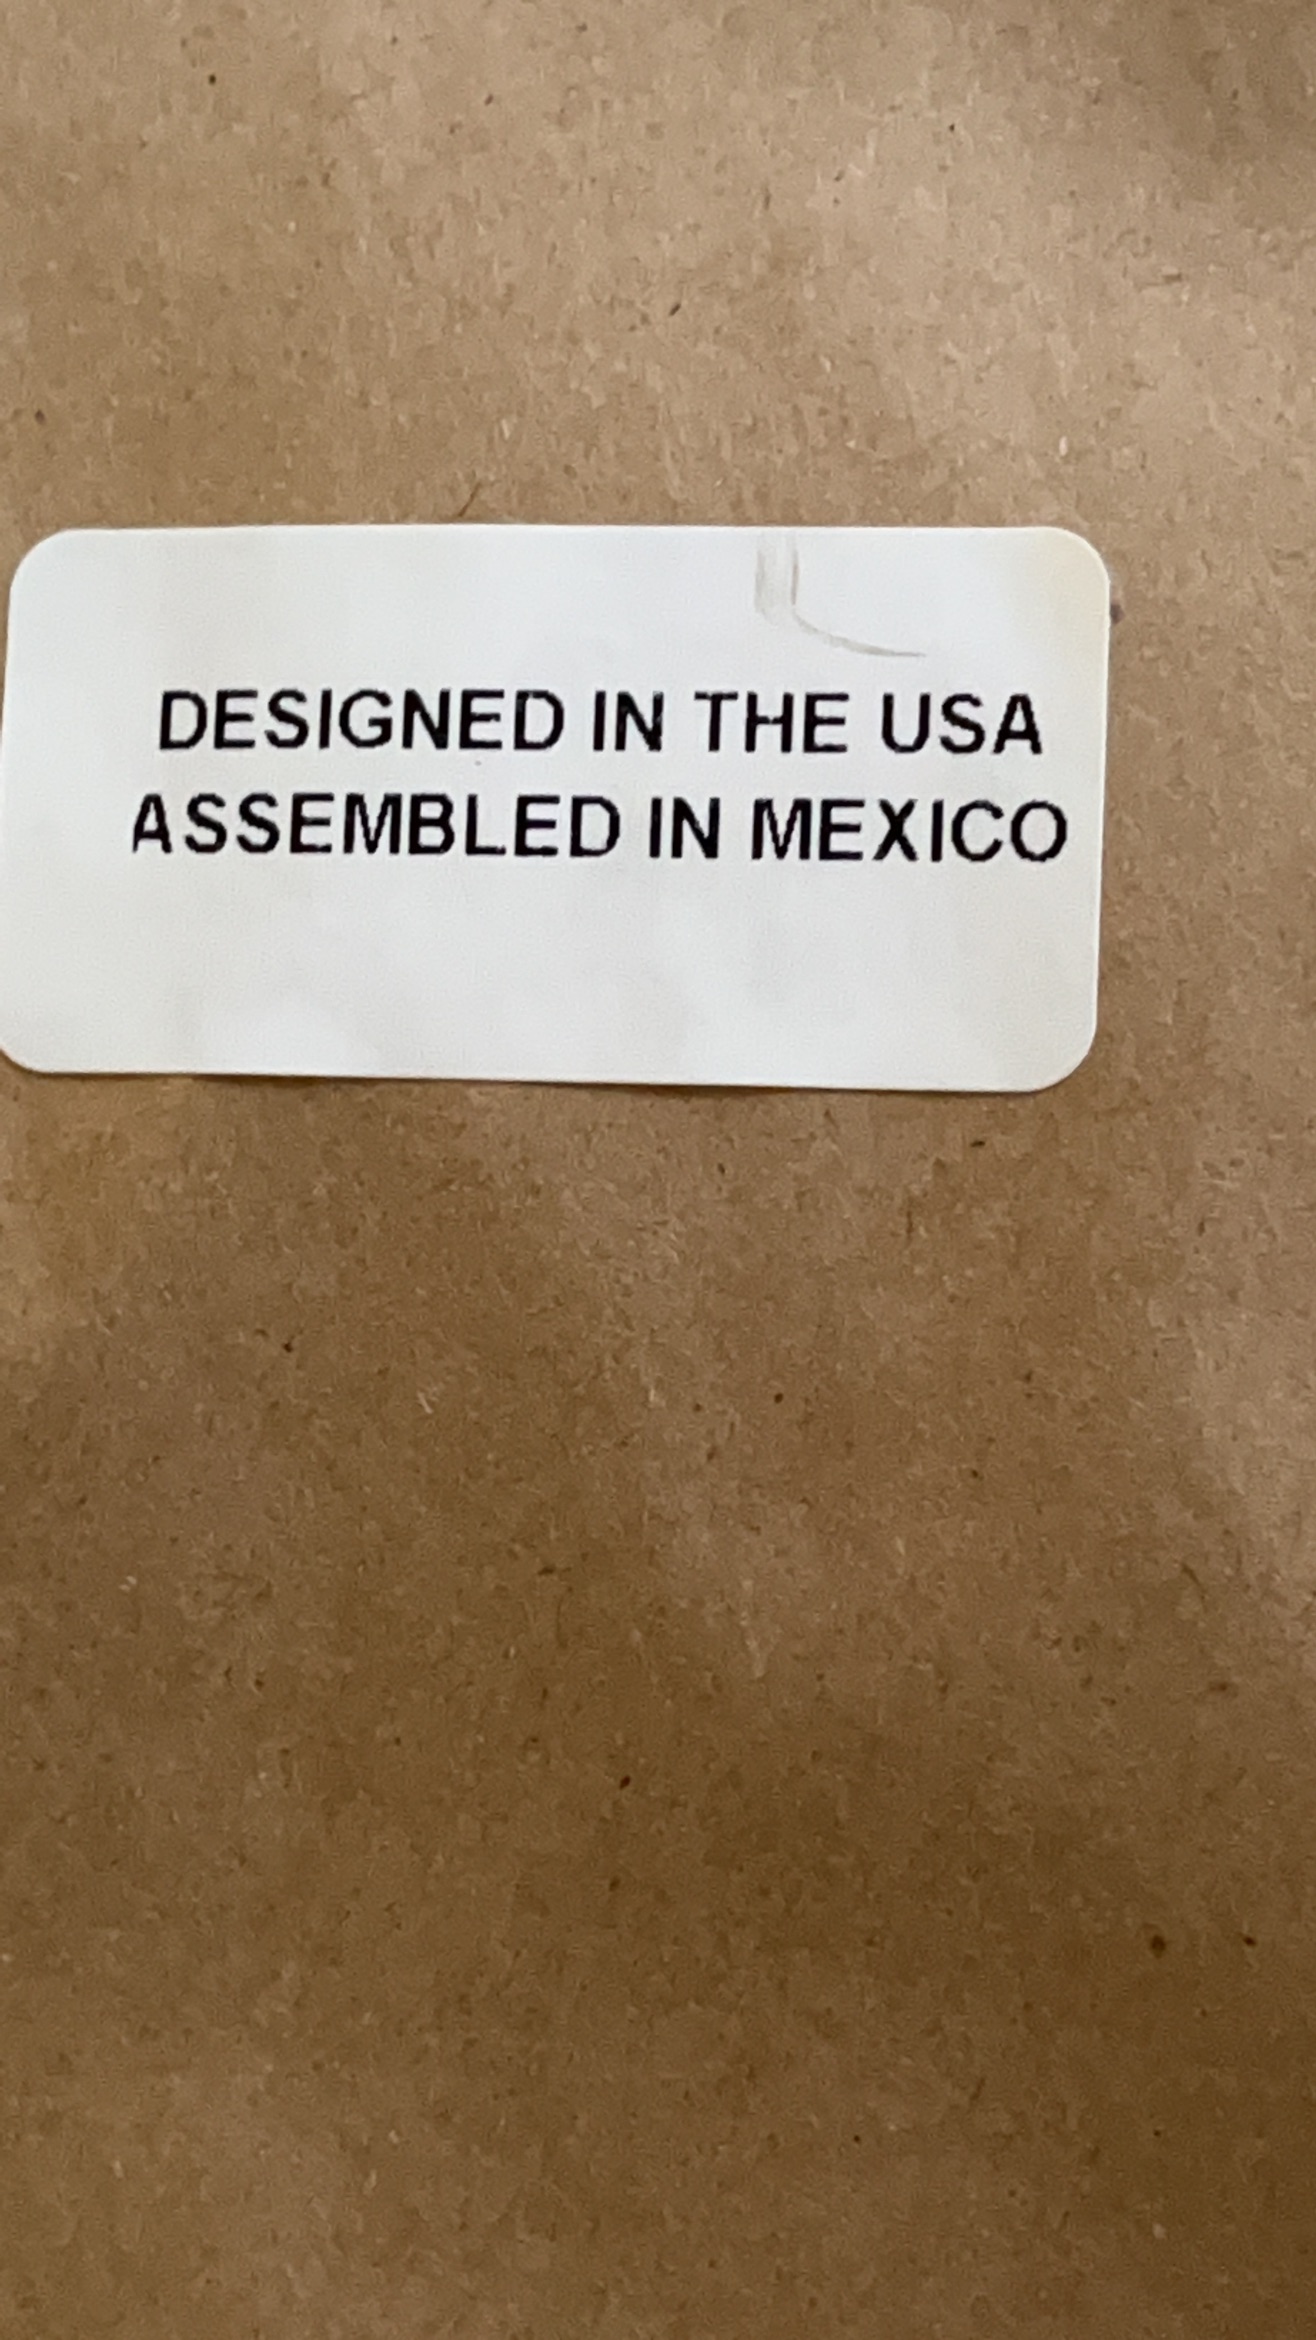 DESIGNED IN THE USA
ASSEMBLED IN MEXICO